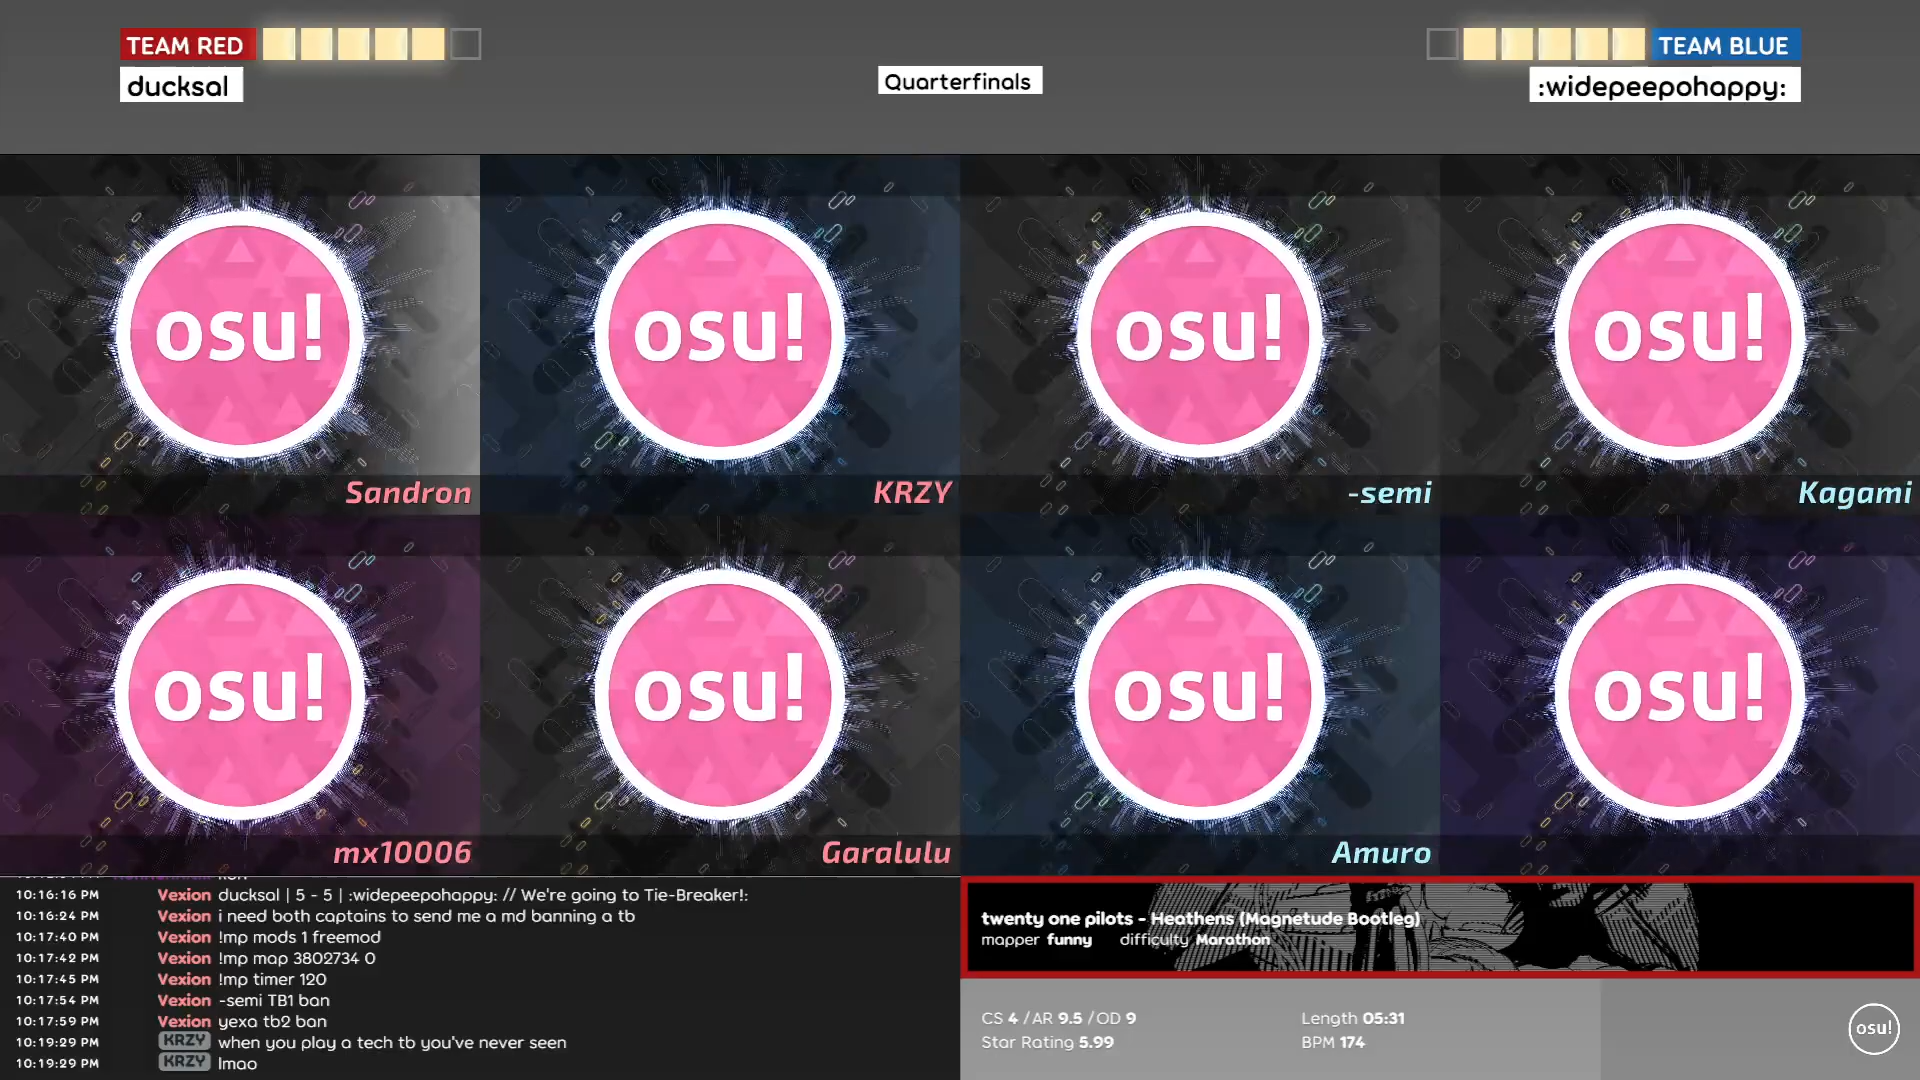 TEAM RED
TEAM BLUE
ducksal
Quarterfinals
:widepeepohappy:
osu!
osu!
osu!
osu!
Sandron
KRZY
-semi
Kagami
osu!
osu!
osu!
osu!
mx10006
Garalulu
Amuro
10:16:16 PM Vexion ducksal | 5 - 5 | :widepeepohappy: // We're going to Tie-Breaker!:
10:16:24 PM Vexion i need both captains to send me a md banning a tb
10:17:40 PM Vexion !mp mods 1 freemod
10:17:42 PM Vexion !mp map 3802734 0
10:17:45 PM Vexion !mp timer 120
10:17:54 PM Vexion -semi TB1 ban
10:17:59 PM Vexion yexa tb2 ban
10:19:29 PM KRZY when you play a tech tb you've never seen
10:19:29 PM KRZY lmao
twenty one pilots - Heathens (Magnetude Bootleg)
mapper funny difficulty Marathon
CS 4 / AR 9.5 / OD 9
Star Rating 5.99
Length 05:31
BPM 174
osu!